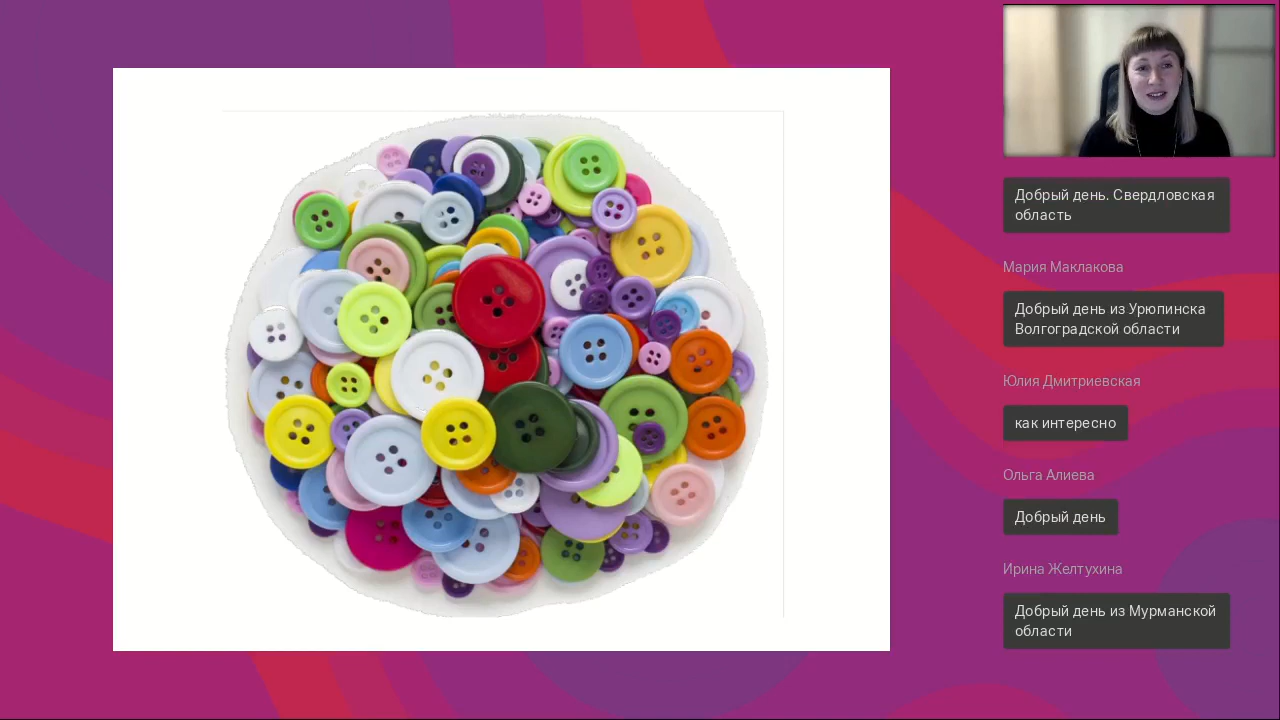 Добрый день. Свердловская
область
Мария Маклакова
Добрый день из Урюпинска
Волгоградской области
Юлия Дмитриевская
как интересно
Ольга Алиева
Добрый день
Ирина Желтухина
Добрый день из Мурманской
области